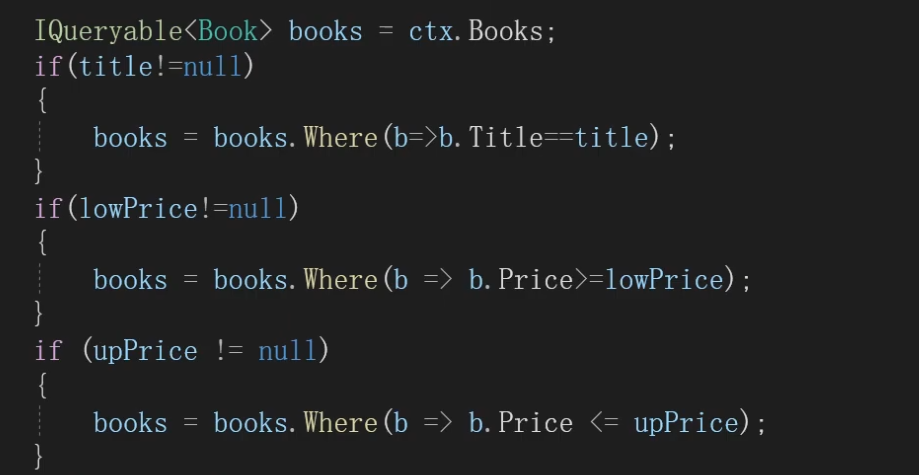 IQueryable<Book> books = ctx.Books;
if(title!=null)
{
    books = books.Where(b=>b.Title==title);
}
if(lowPrice!=null)
{
    books = books.Where(b => b.Price>=lowPrice);
}
if (upPrice != null)
{
    books = books.Where(b => b.Price <= upPrice);
}